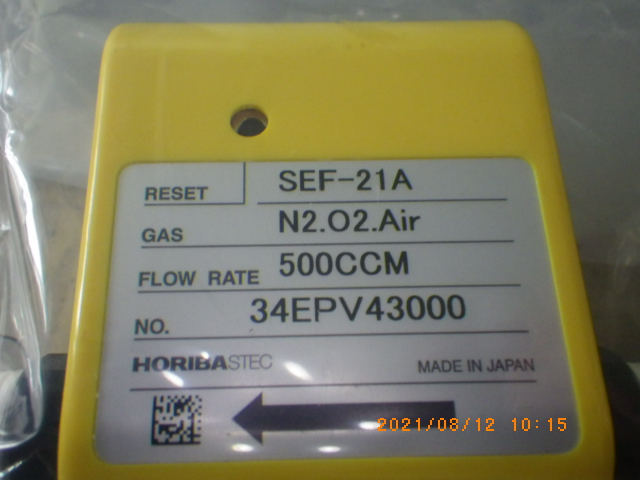 RESET SEF-21A
GAS N2.O2.Air
FLOW RATE 500CCM
NO. 34EPV43000
HORIBASTEC MADE IN JAPAN
2021/08/12 10:15